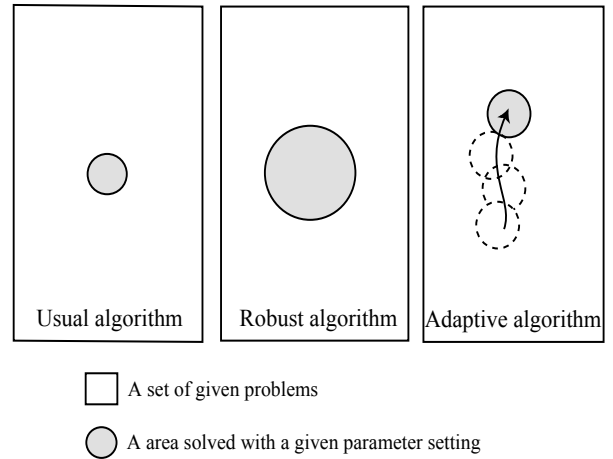 Usual algorithm
Robust algorithm
Adaptive algorithm
A set of given problems
A area solved with a given parameter setting